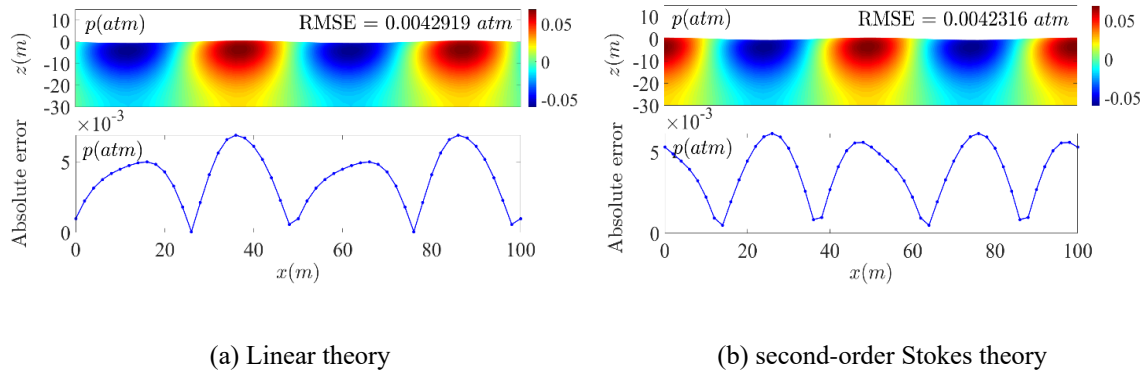 p(atm)
RMSE = 0.0042919 atm
z(m)
15
0
-10
-20
-30
0.05
0
-0.05
×10⁻³
p(atm)
Absolute error
5
0
0 20 40 60 80 100
x(m)
(a) Linear theory
p(atm)
RMSE = 0.0042316 atm
z(m)
15
0
-10
-20
-30
0.05
0
-0.05
×10⁻³
p(atm)
Absolute error
5
0
0 20 40 60 80 100
x(m)
(b) second-order Stokes theory